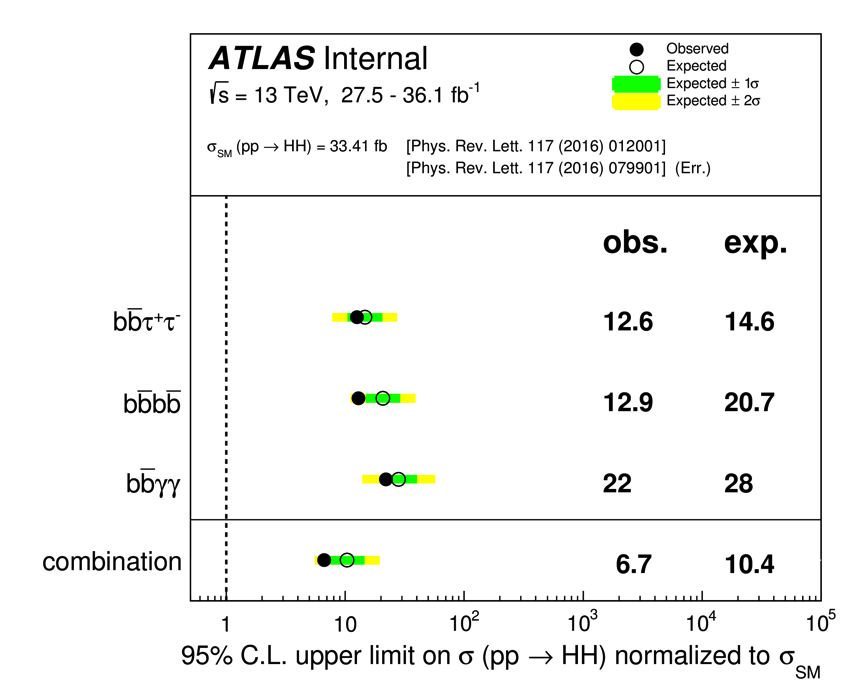 ATLAS Internal
√s = 13 TeV, 27.5 - 36.1 fb⁻¹
Observed
Expected
Expected ± 1σ
Expected ± 2σ
σ_SM (pp → HH) = 33.41 fb [Phys. Rev. Lett. 117 (2016) 012001]
[Phys. Rev. Lett. 117 (2016) 079901] (Err.)
obs. exp.
bb̅τ⁺τ⁻ 12.6 14.6
bb̅bb̅ 12.9 20.7
bb̅γγ 22 28
combination 6.7 10.4
1 10 10² 10³ 10⁴ 10⁵
95% C.L. upper limit on σ (pp → HH) normalized to σ_SM